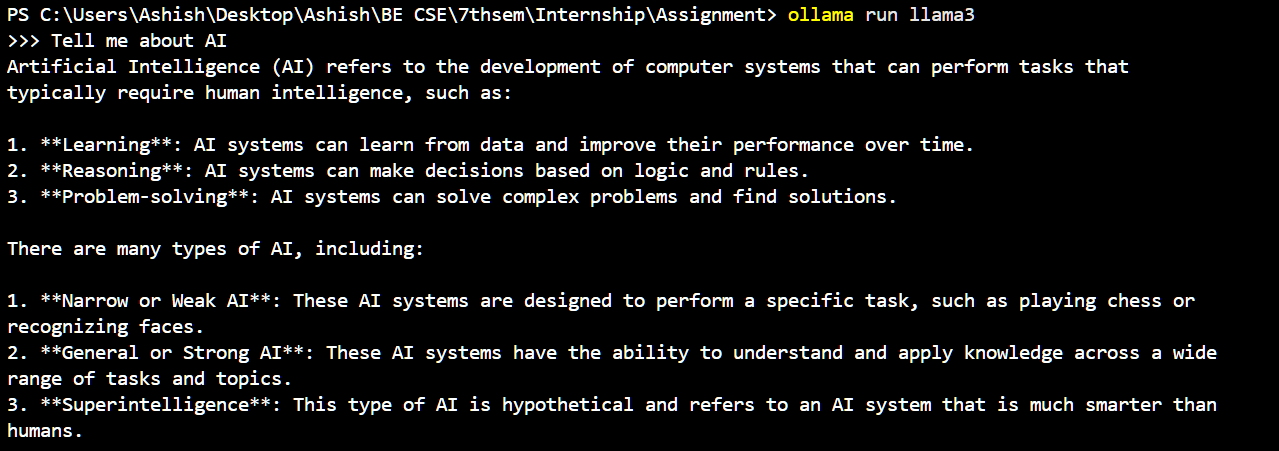 PS C:\Users\Ashish\Desktop\Ashish\BE CSE\7thsem\Internship\Assignment> ollama run llama3
>>> Tell me about AI
Artificial Intelligence (AI) refers to the development of computer systems that can perform tasks that
typically require human intelligence, such as:
1. **Learning**: AI systems can learn from data and improve their performance over time.
2. **Reasoning**: AI systems can make decisions based on logic and rules.
3. **Problem-solving**: AI systems can solve complex problems and find solutions.
There are many types of AI, including:
1. **Narrow or Weak AI**: These AI systems are designed to perform a specific task, such as playing chess or
recognizing faces.
2. **General or Strong AI**: These AI systems have the ability to understand and apply knowledge across a wide
range of tasks and topics.
3. **Superintelligence**: This type of AI is hypothetical and refers to an AI system that is much smarter than
humans.